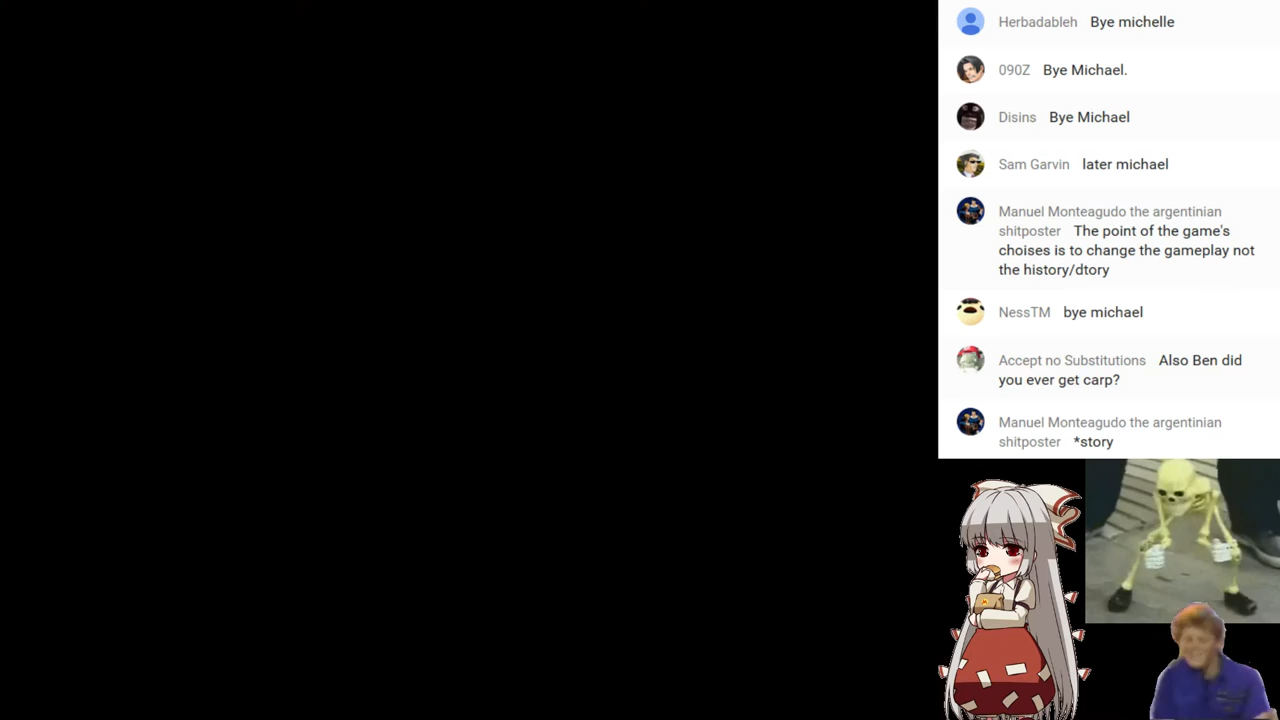 Herbadableh Bye michelle
090Z Bye Michael.
Disins Bye Michael
Sam Garvin later michael
Manuel Monteagudo the argentinian
shitposter The point of the game's
choises is to change the gameplay not
the history/dtory
NessTM bye michael
Accept no Substitutions Also Ben did
you ever get carp?
Manuel Monteagudo the argentinian
shitposter *story